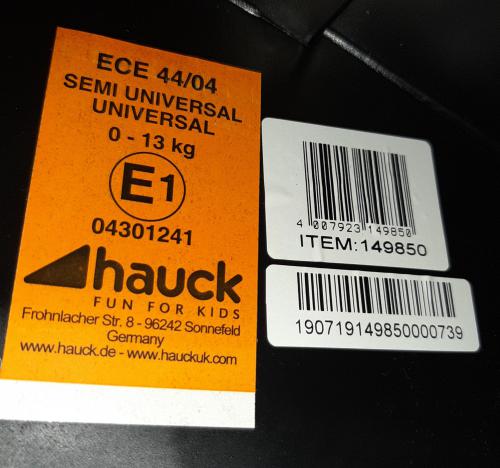 ECE 44/04
SEMI UNIVERSAL
UNIVERSAL
0 - 13 kg
E1
04301241
hauck
FUN FOR KIDS
Frohnlacher Str. 8 - 96242 Sonnefeld
Germany
www.hauck.de - www.hauckuk.com
4 007923 149850
ITEM:149850
190719149850000739